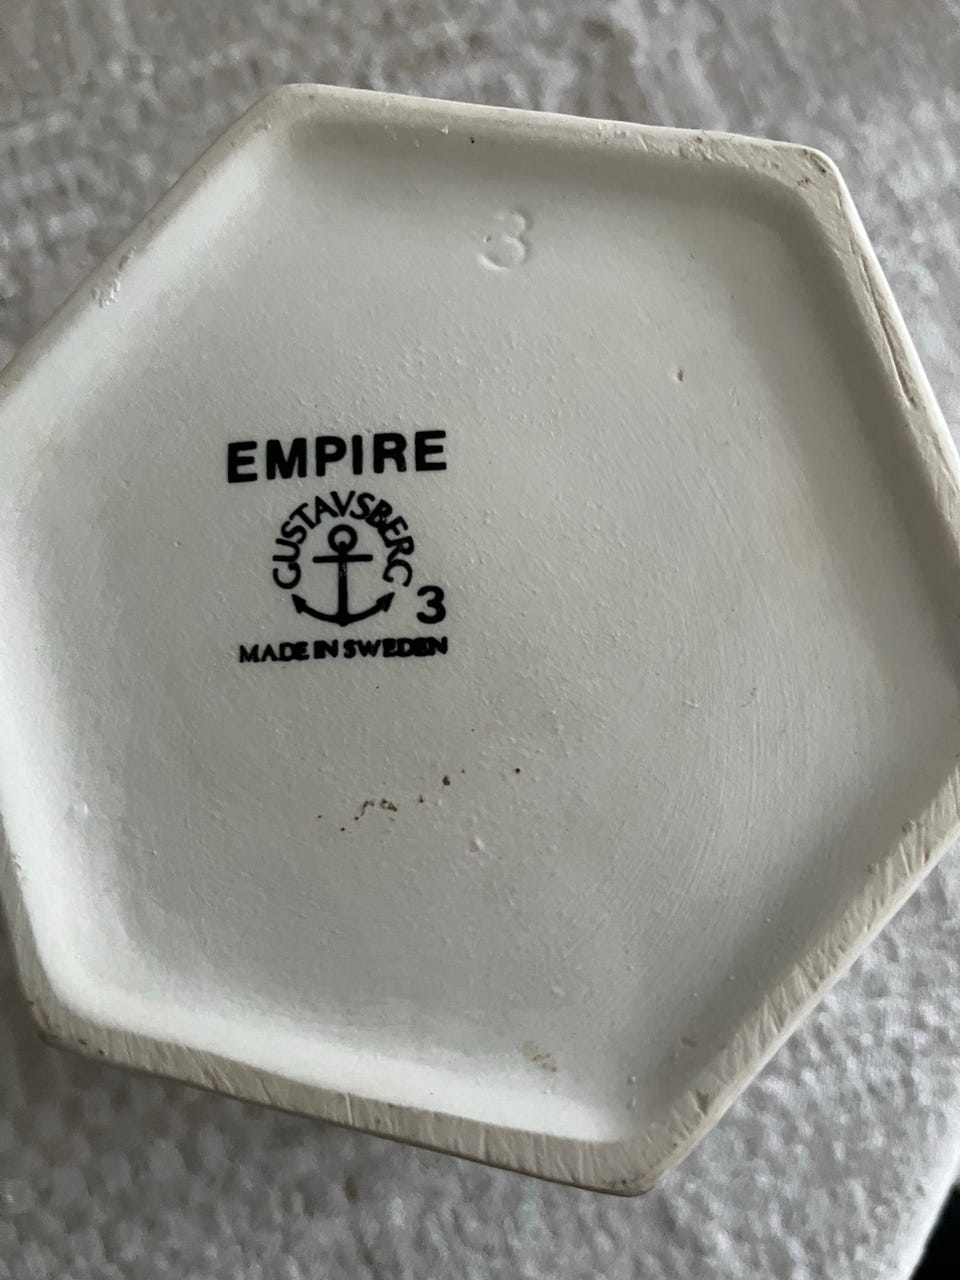 3
EMPIRE
GUSTAVSBERG
3
MADE IN SWEDEN